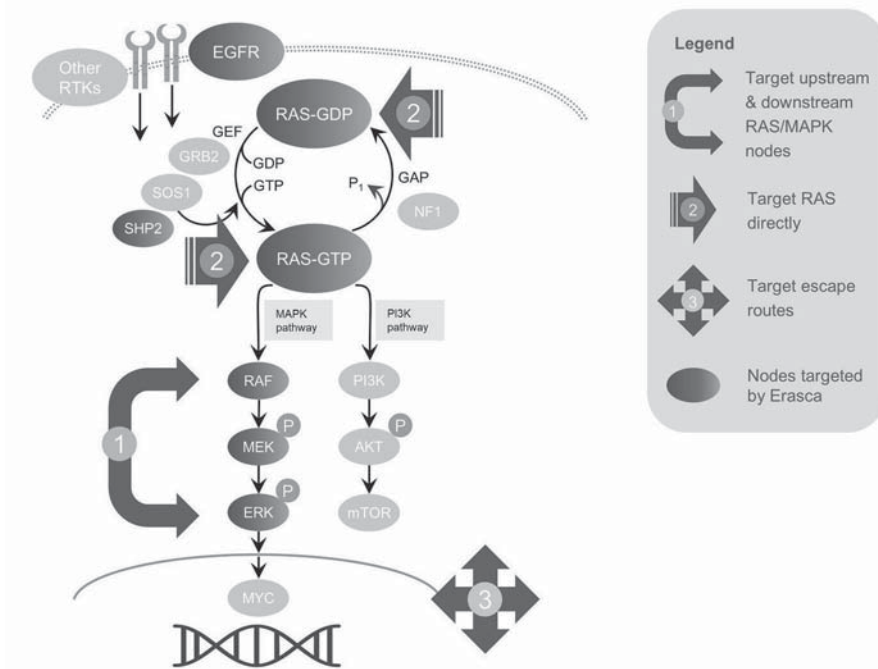 Other
RTKs
EGFR
RAS-GDP
2
GEF
GRB2
GDP
GTP
SOS1
SHP2
P1
GAP
NF1
2
RAS-GTP
MAPK
pathway
PI3K
pathway
RAF
PI3K
1
MEK
P
AKT
P
ERK
P
mTOR
MYC
3
Legend
1
Target upstream
& downstream
RAS/MAPK
nodes
2
Target RAS
directly
3
Target escape
routes
Nodes targeted
by Erasca